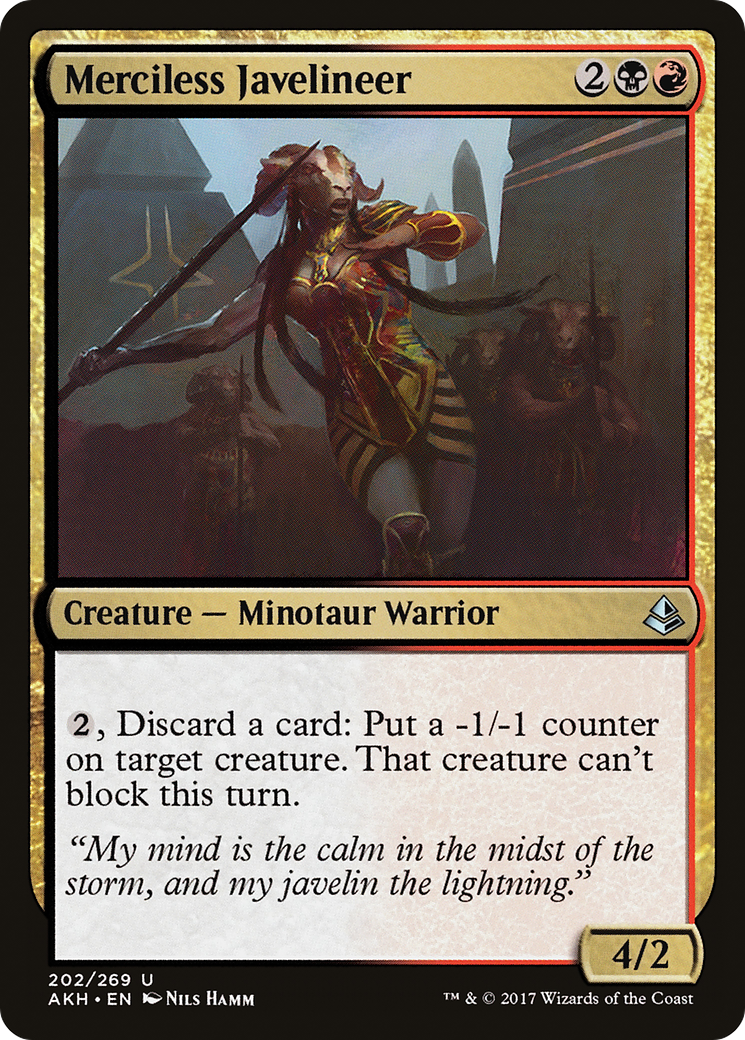 Merciless Javelineer 2
Creature — Minotaur Warrior
2, Discard a card: Put a -1/-1 counter
on target creature. That creature can't
block this turn.
“My mind is the calm in the midst of the
storm, and my javelin the lightning.”
4/2
202/269 U
AKH • EN Nils Hamm
™ & © 2017 Wizards of the Coast